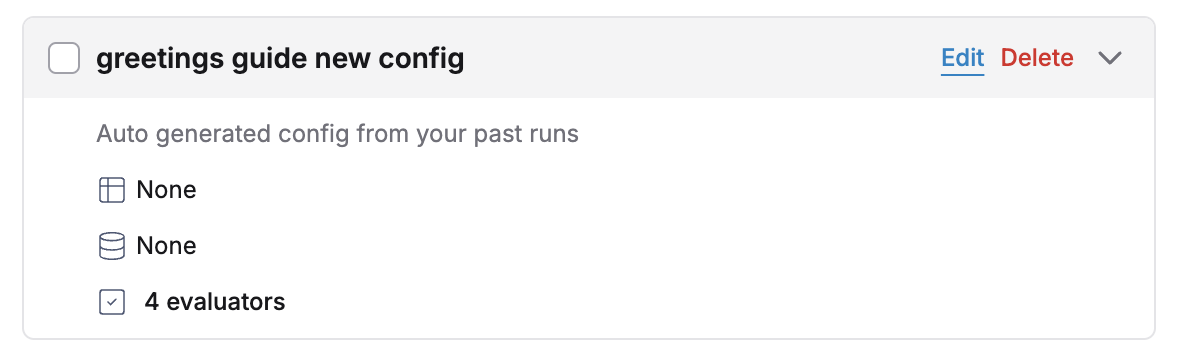 greetings guide new config Edit Delete
Auto generated config from your past runs
None
None
4 evaluators